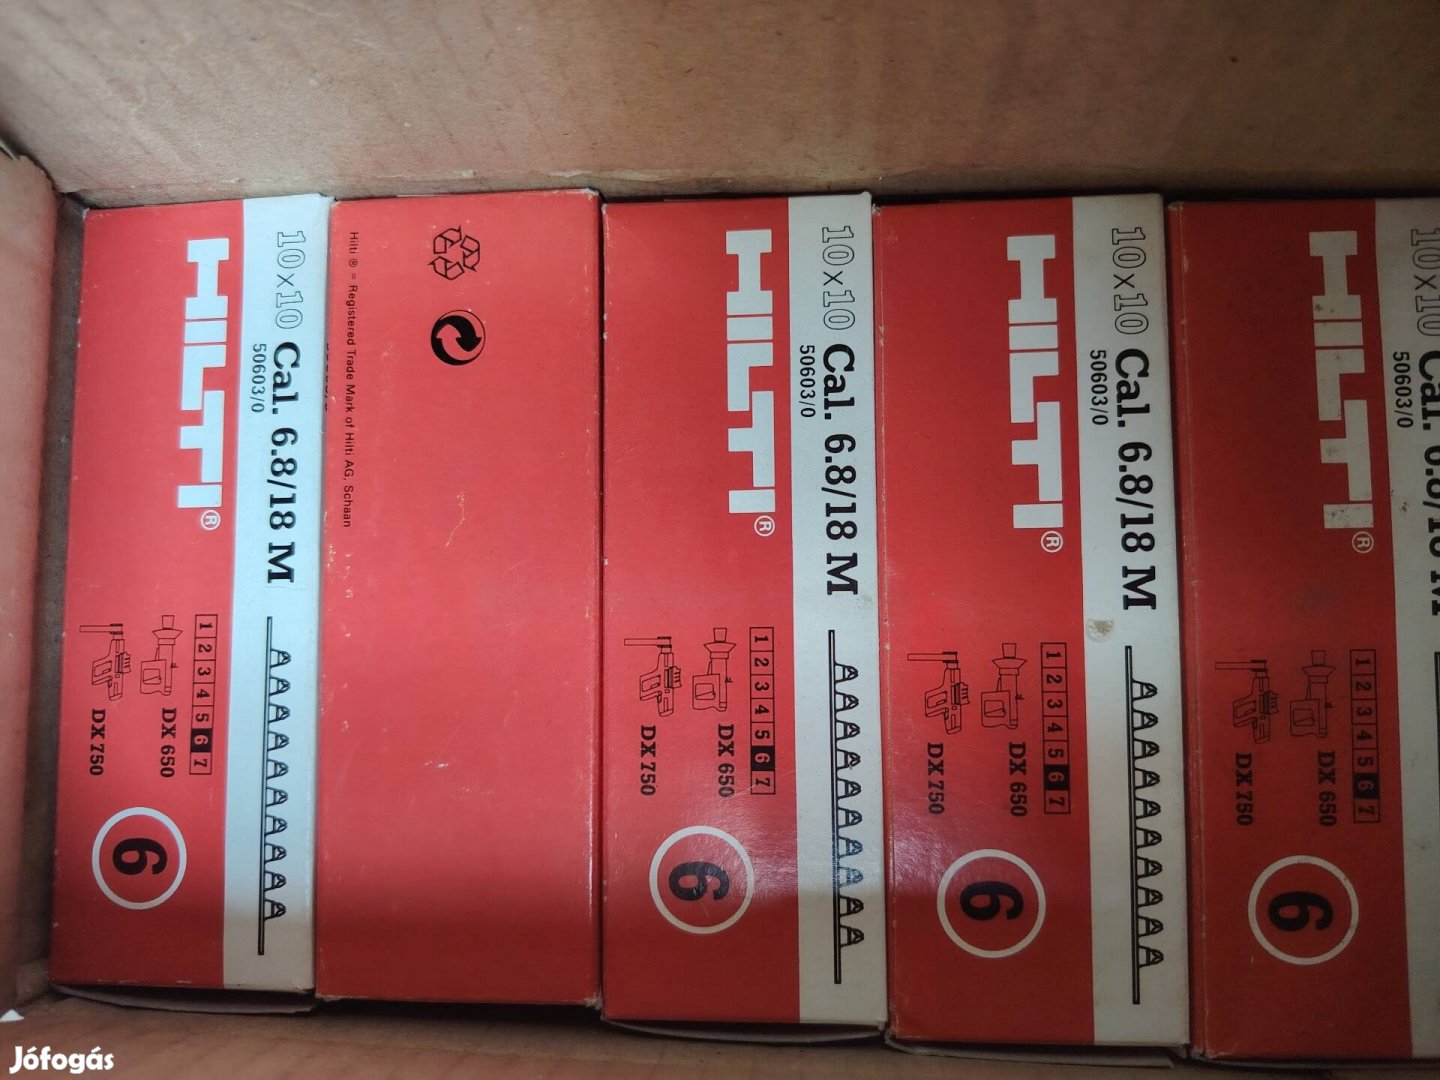 10x10 Cal. 6.8/18 M
50603/0
HILTI®
1 2 3 4 5 6 7
DX 650
DX 750
6
Hilti ® = Registered Trade Mark of Hilti AG, Schaan
10x10 Cal. 6.8/18 M
50603/0
HILTI®
1 2 3 4 5 6 7
DX 650
DX 750
6
10x10 Cal. 6.8/18 M
50603/0
HILTI®
1 2 3 4 5 6 7
DX 650
DX 750
6
10x10 Cal. 6.8/18 M
50603/0
HILTI®
1 2 3 4 5 6 7
DX 650
DX 750
6
Jófogás